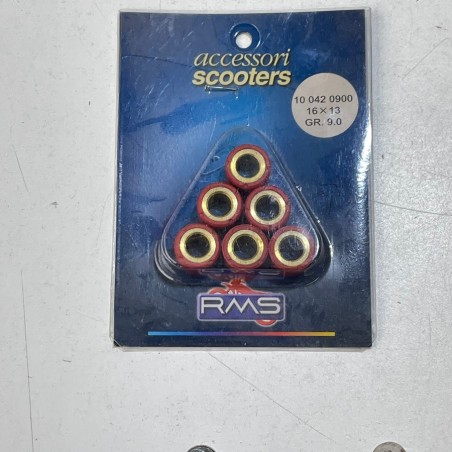 accessori
scooters
10 042 0900
16×13
GR. 9.0
RMS